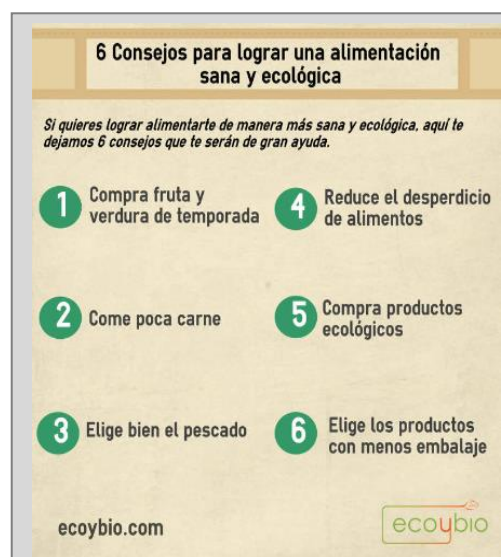 6 Consejos para lograr una alimentación
sana y ecológica
Si quieres lograr alimentarte de manera más sana y ecológica, aquí te
dejamos 6 consejos que te serán de gran ayuda.
1 Compra fruta y
verdura de temporada
2 Come poca carne
3 Elige bien el pescado
4 Reduce el desperdicio
de alimentos
5 Compra productos
ecológicos
6 Elige los productos
con menos embalaje
ecoybio.com
ecoybio